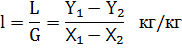 l = L/G = (Y₁ − Y₂)/(X₁ − X₂) кг/кг